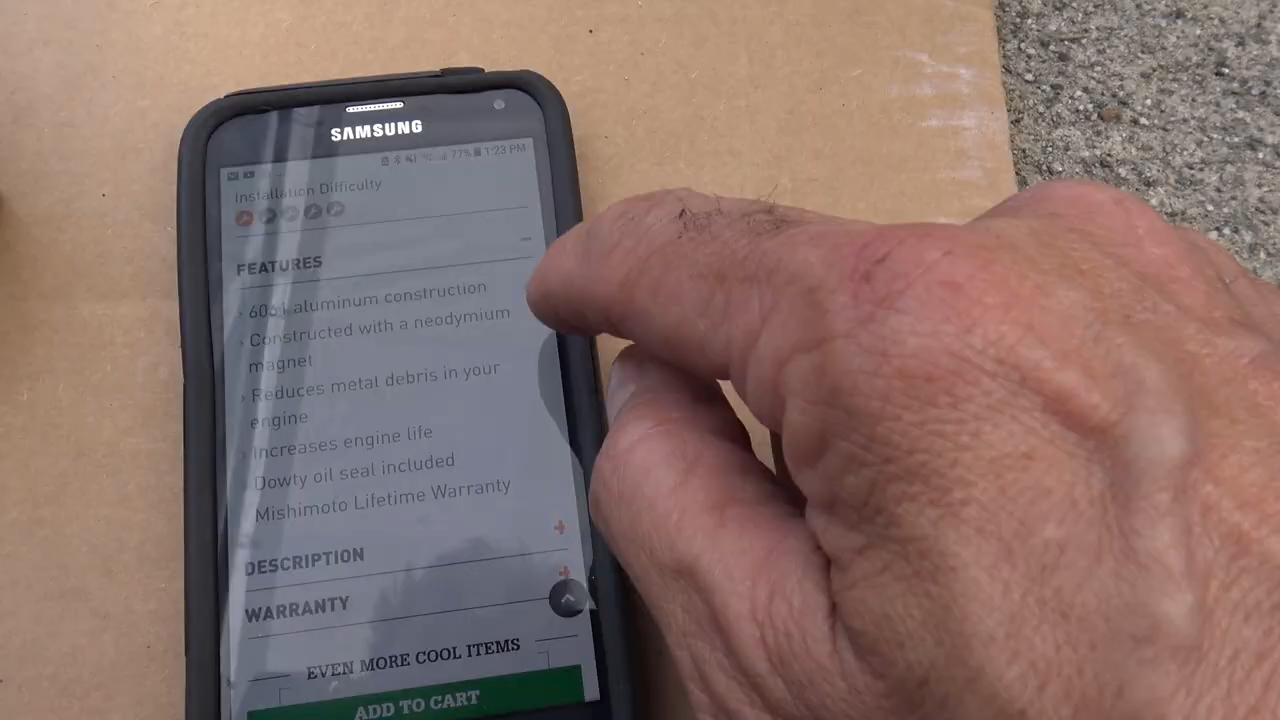 SAMSUNG
77% 1:23 PM
Installation Difficulty
FEATURES
› 6061 aluminum construction
› Constructed with a neodymium
magnet
› Reduces metal debris in your
engine
› Increases engine life
Dowty oil seal included
Mishimoto Lifetime Warranty
DESCRIPTION
WARRANTY
EVEN MORE COOL ITEMS
ADD TO CART